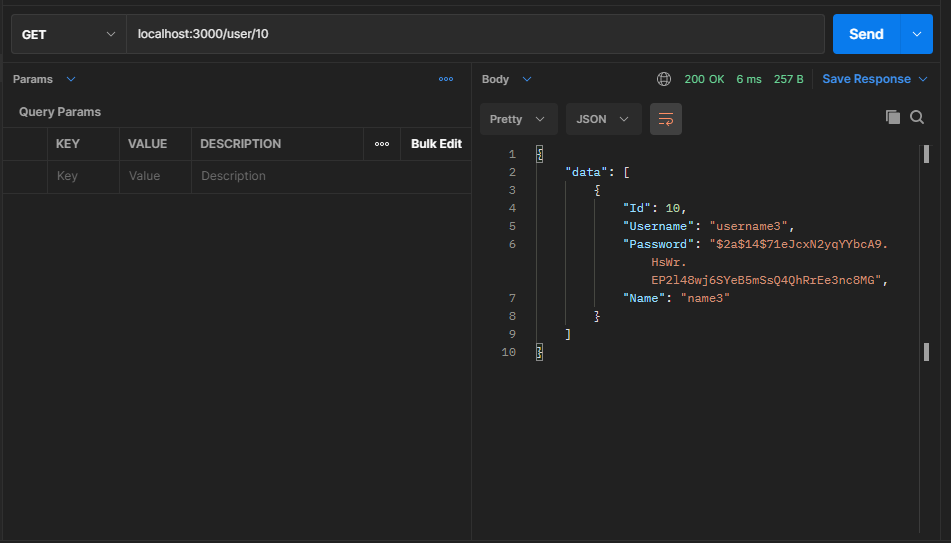 GET localhost:3000/user/10 Send
Params
Query Params
KEY VALUE DESCRIPTION ooo Bulk Edit
Key Value Description
Body 200 OK 6 ms 257 B Save Response
Pretty JSON
1 {
2 "data": [
3 {
4 "Id": 10,
5 "Username": "username3",
6 "Password": "$2a$14$71eJcxN2yqYYbcA9.
HsWr.
EP2l48wj6SYeB5mSsQ4QhRrEe3nc8MG",
7 "Name": "name3"
8 }
9 ]
10 }